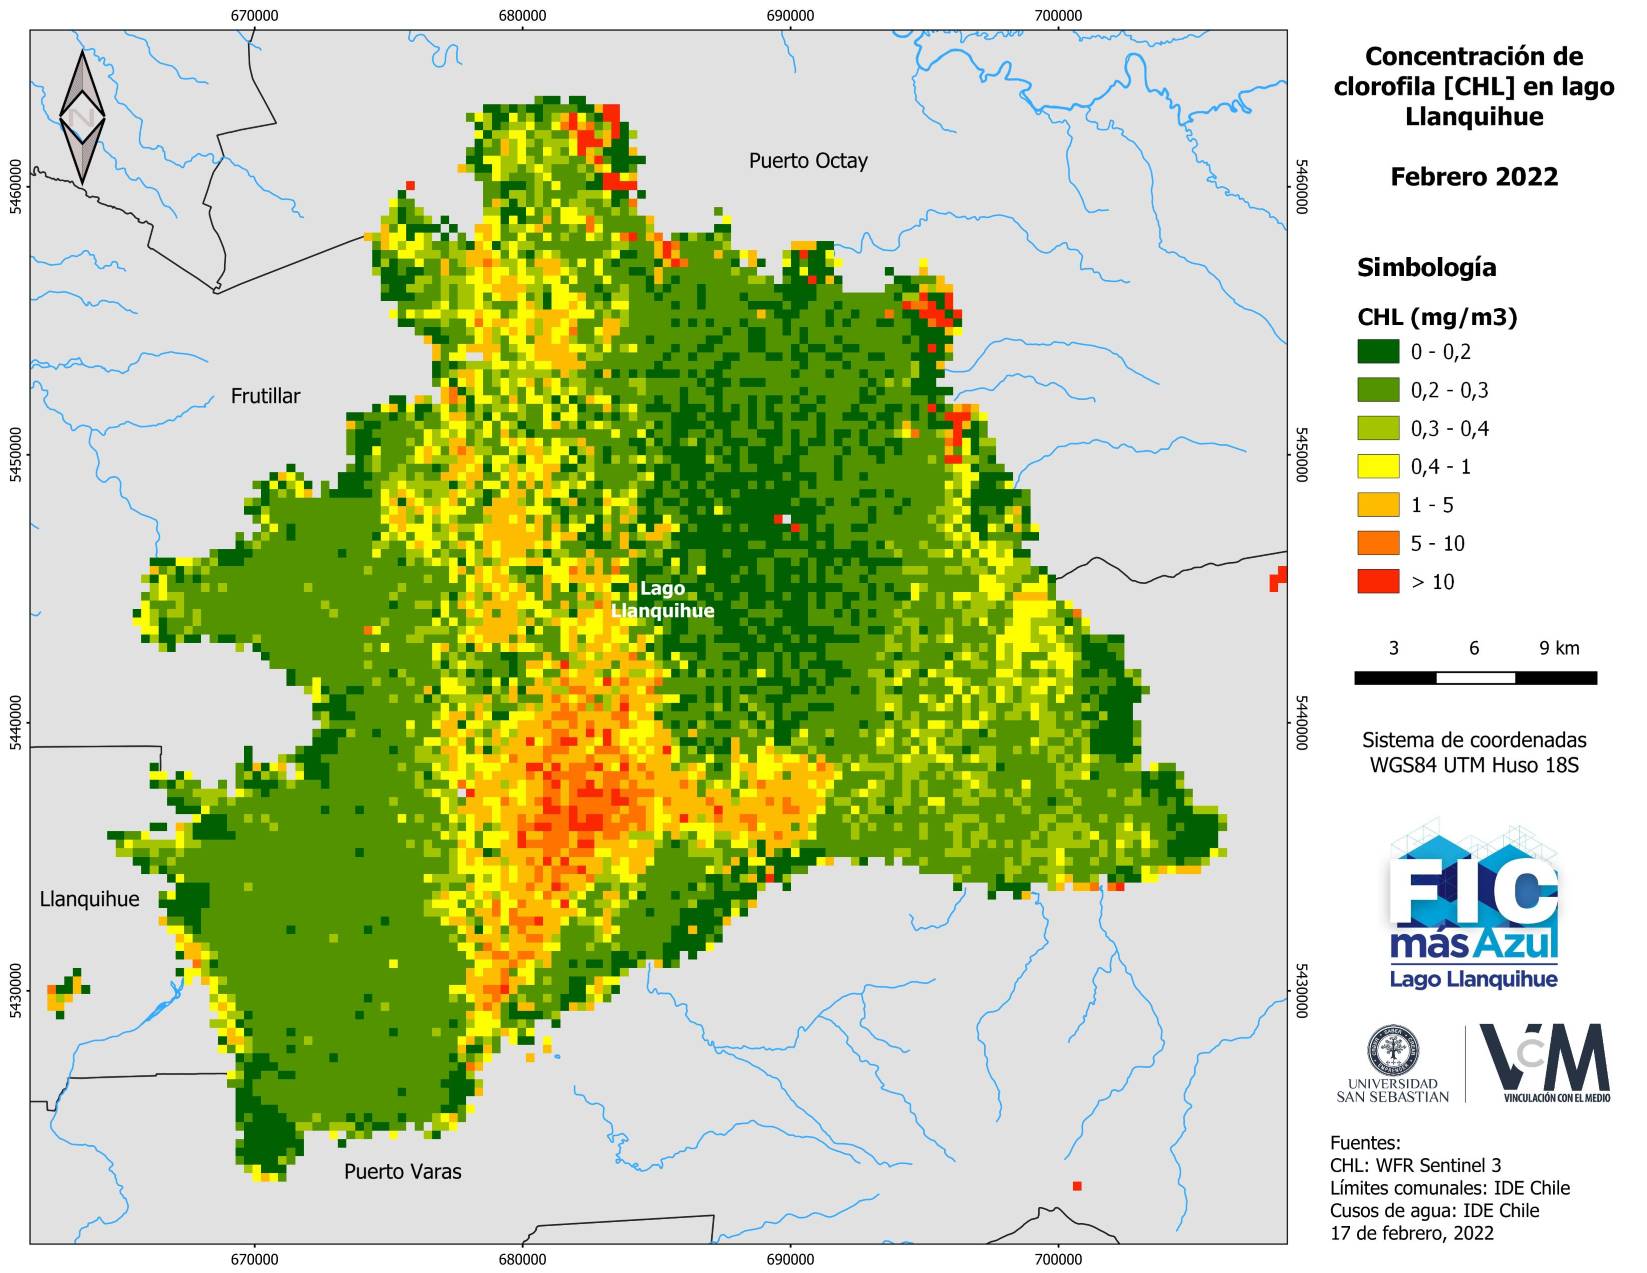 670000
680000
690000
700000
5460000
5450000
5440000
5430000
N
Puerto Octay
Frutillar
Lago
Llanquihue
Llanquihue
Puerto Varas
5460000
5450000
5440000
5430000
670000
680000
690000
700000
Concentración de
clorofila [CHL] en lago
Llanquihue
Febrero 2022
Simbología
CHL (mg/m3)
0 - 0,2
0,2 - 0,3
0,3 - 0,4
0,4 - 1
1 - 5
5 - 10
> 10
3 6 9 km
Sistema de coordenadas
WGS84 UTM Huso 18S
FIC
más Azul
Lago Llanquihue
UNIVERSIDAD
SAN SEBASTIAN
VCM
VINCULACIÓN CON EL MEDIO
Fuentes:
CHL: WFR Sentinel 3
Límites comunales: IDE Chile
Cusos de agua: IDE Chile
17 de febrero, 2022